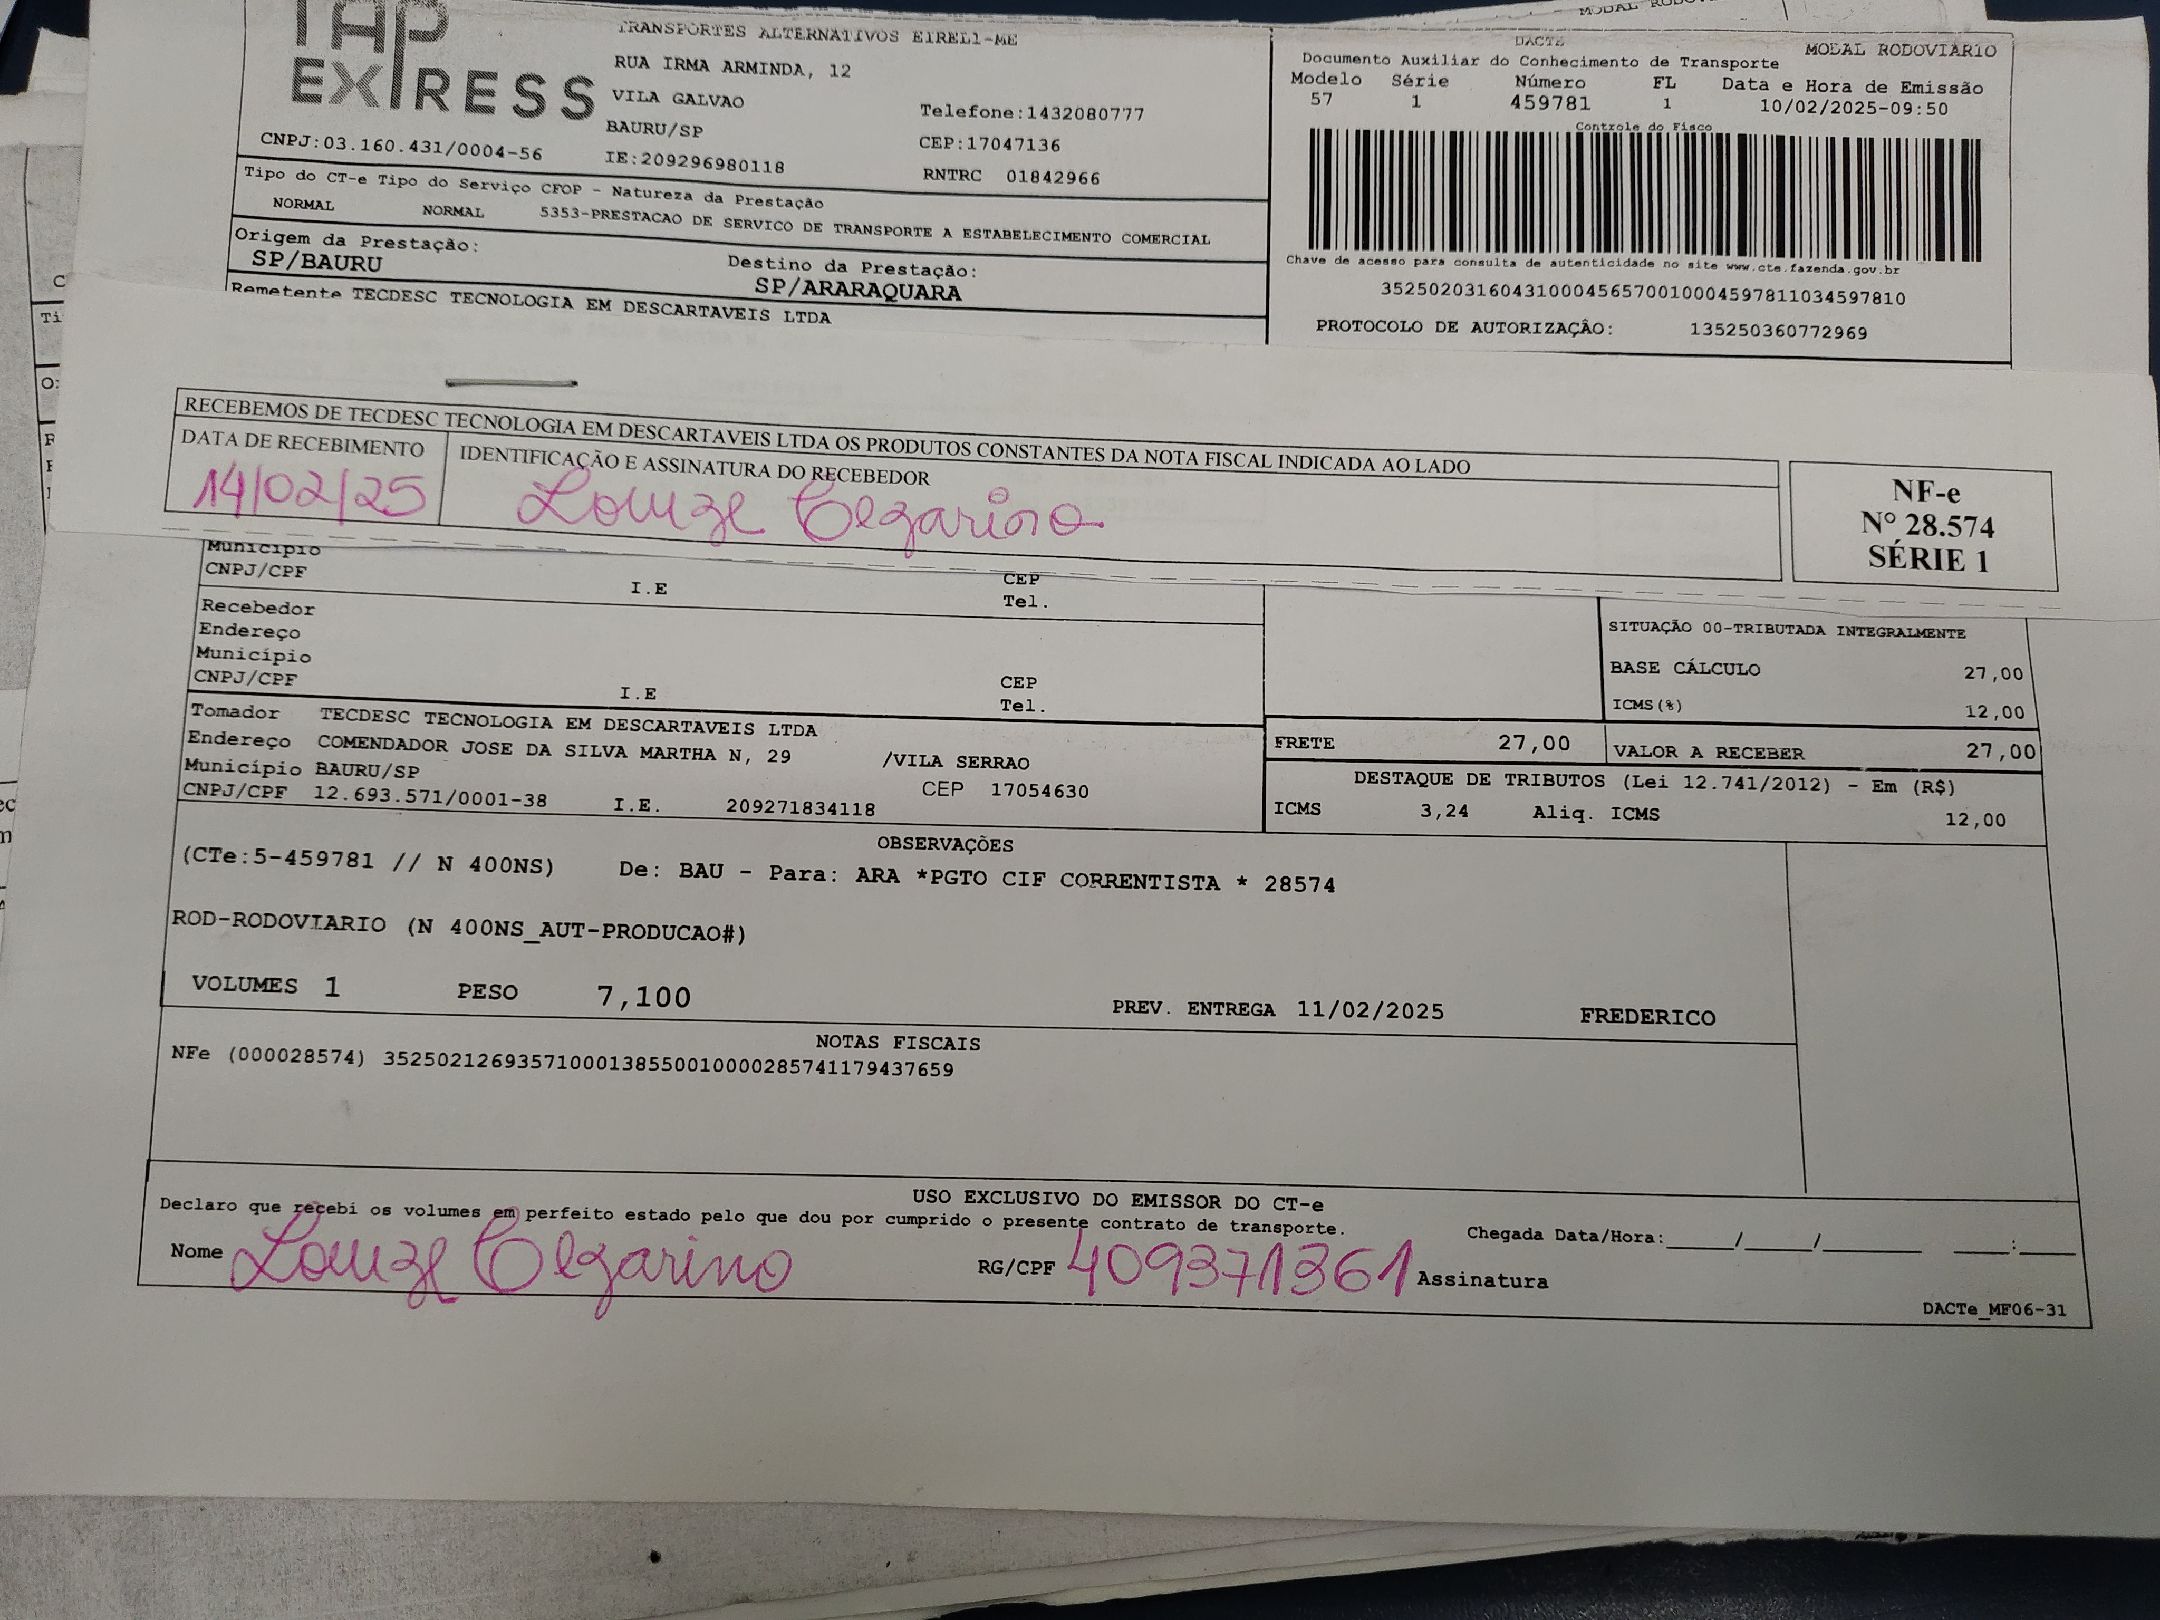 TAP
EXPRESS
TRANSPORTES ALTERNATIVOS EIRELI-ME
RUA IRMA ARMINDA, 12
VILA GALVAO
BAURU/SP
Telefone:1432080777
CEP:17047136
CNPJ:03.160.431/0004-56
IE:209296980118
RNTRC 01842966
MODAL RODOVIARIO
DACTE
Documento Auxiliar do Conhecimento de Transporte
Modelo Série Número FL Data e Hora de Emissão
57 1 459781 1 10/02/2025-09:50
Controle do Fisco
Chave de acesso para consulta de autenticidade no site www.cte.fazenda.gov.br
35250203160431000456570010004597811034597810
PROTOCOLO DE AUTORIZAÇÃO: 135250360772969
Tipo do CT-e Tipo do Serviço CFOP - Natureza da Prestação
NORMAL NORMAL 5353-PRESTACAO DE SERVICO DE TRANSPORTE A ESTABELECIMENTO COMERCIAL
Origem da Prestação: Destino da Prestação:
SP/BAURU SP/ARARAQUARA
Remetente TECDESC TECNOLOGIA EM DESCARTAVEIS LTDA
RECEBEMOS DE TECDESC TECNOLOGIA EM DESCARTAVEIS LTDA OS PRODUTOS CONSTANTES DA NOTA FISCAL INDICADA AO LADO
DATA DE RECEBIMENTO IDENTIFICAÇÃO E ASSINATURA DO RECEBEDOR
14/02/25 Louize Cezarino
NF-e
Nº 28.574
SÉRIE 1
Município CEP
CNPJ/CPF I.E Tel.
Recebedor
Endereço
Município CEP
CNPJ/CPF I.E Tel.
SITUAÇÃO 00-TRIBUTADA INTEGRALMENTE
BASE CÁLCULO 27,00
ICMS(%) 12,00
Tomador TECDESC TECNOLOGIA EM DESCARTAVEIS LTDA
Endereço COMENDADOR JOSE DA SILVA MARTHA N, 29 /VILA SERRAO
Município BAURU/SP CEP 17054630
CNPJ/CPF 12.693.571/0001-38 I.E. 209271834118
FRETE 27,00 VALOR A RECEBER 27,00
DESTAQUE DE TRIBUTOS (Lei 12.741/2012) - Em (R$)
ICMS 3,24 Aliq. ICMS 12,00
OBSERVAÇÕES
(CTe:5-459781 // N 400NS) De: BAU - Para: ARA *PGTO CIF CORRENTISTA * 28574
ROD-RODOVIARIO (N 400NS_AUT-PRODUCAO#)
VOLUMES 1 PESO 7,100 PREV. ENTREGA 11/02/2025 FREDERICO
NOTAS FISCAIS
NFe (000028574) 35250212693571000138550010000285741179437659
USO EXCLUSIVO DO EMISSOR DO CT-e
Declaro que recebi os volumes em perfeito estado pelo que dou por cumprido o presente contrato de transporte.
Chegada Data/Hora:_____/_____/________ ____:_____
Nome Louize Cezarino RG/CPF 409371361 Assinatura
DACTe_MF06-31